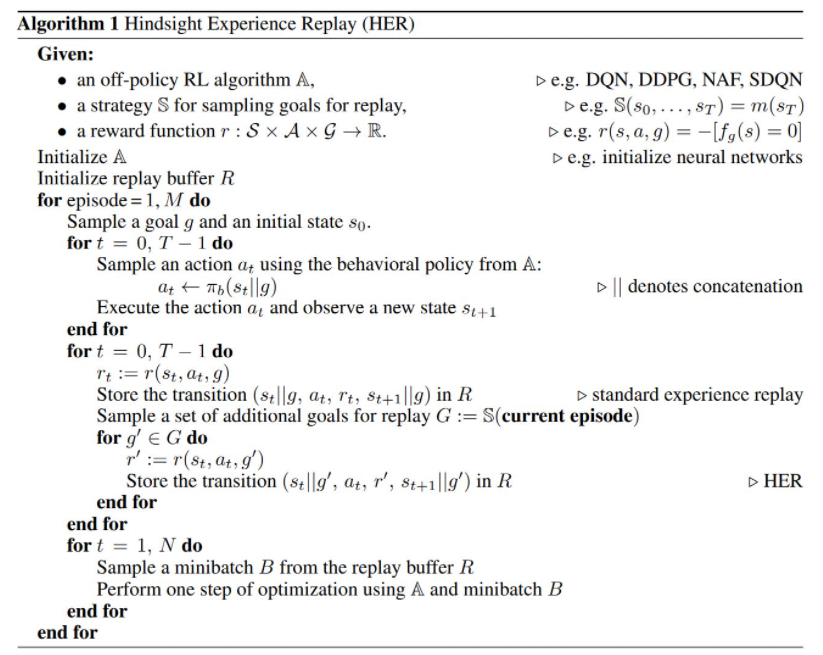 Algorithm 1 Hindsight Experience Replay (HER)
Given:
• an off-policy RL algorithm 𝔸, ▷ e.g. DQN, DDPG, NAF, SDQN
• a strategy 𝕊 for sampling goals for replay, ▷ e.g. 𝕊(s₀, . . . , s_T) = m(s_T)
• a reward function r : 𝒮 × 𝒜 × 𝒢 → ℝ. ▷ e.g. r(s, a, g) = −[f_g(s) = 0]
Initialize 𝔸 ▷ e.g. initialize neural networks
Initialize replay buffer R
for episode = 1, M do
Sample a goal g and an initial state s₀.
for t = 0, T − 1 do
Sample an action a_t using the behavioral policy from 𝔸:
a_t ← π_b(s_t||g) ▷ || denotes concatenation
Execute the action a_t and observe a new state s_{t+1}
end for
for t = 0, T − 1 do
r_t := r(s_t, a_t, g)
Store the transition (s_t||g, a_t, r_t, s_{t+1}||g) in R ▷ standard experience replay
Sample a set of additional goals for replay G := 𝕊(current episode)
for g′ ∈ G do
r′ := r(s_t, a_t, g′)
Store the transition (s_t||g′, a_t, r′, s_{t+1}||g′) in R ▷ HER
end for
end for
for t = 1, N do
Sample a minibatch B from the replay buffer R
Perform one step of optimization using 𝔸 and minibatch B
end for
end for